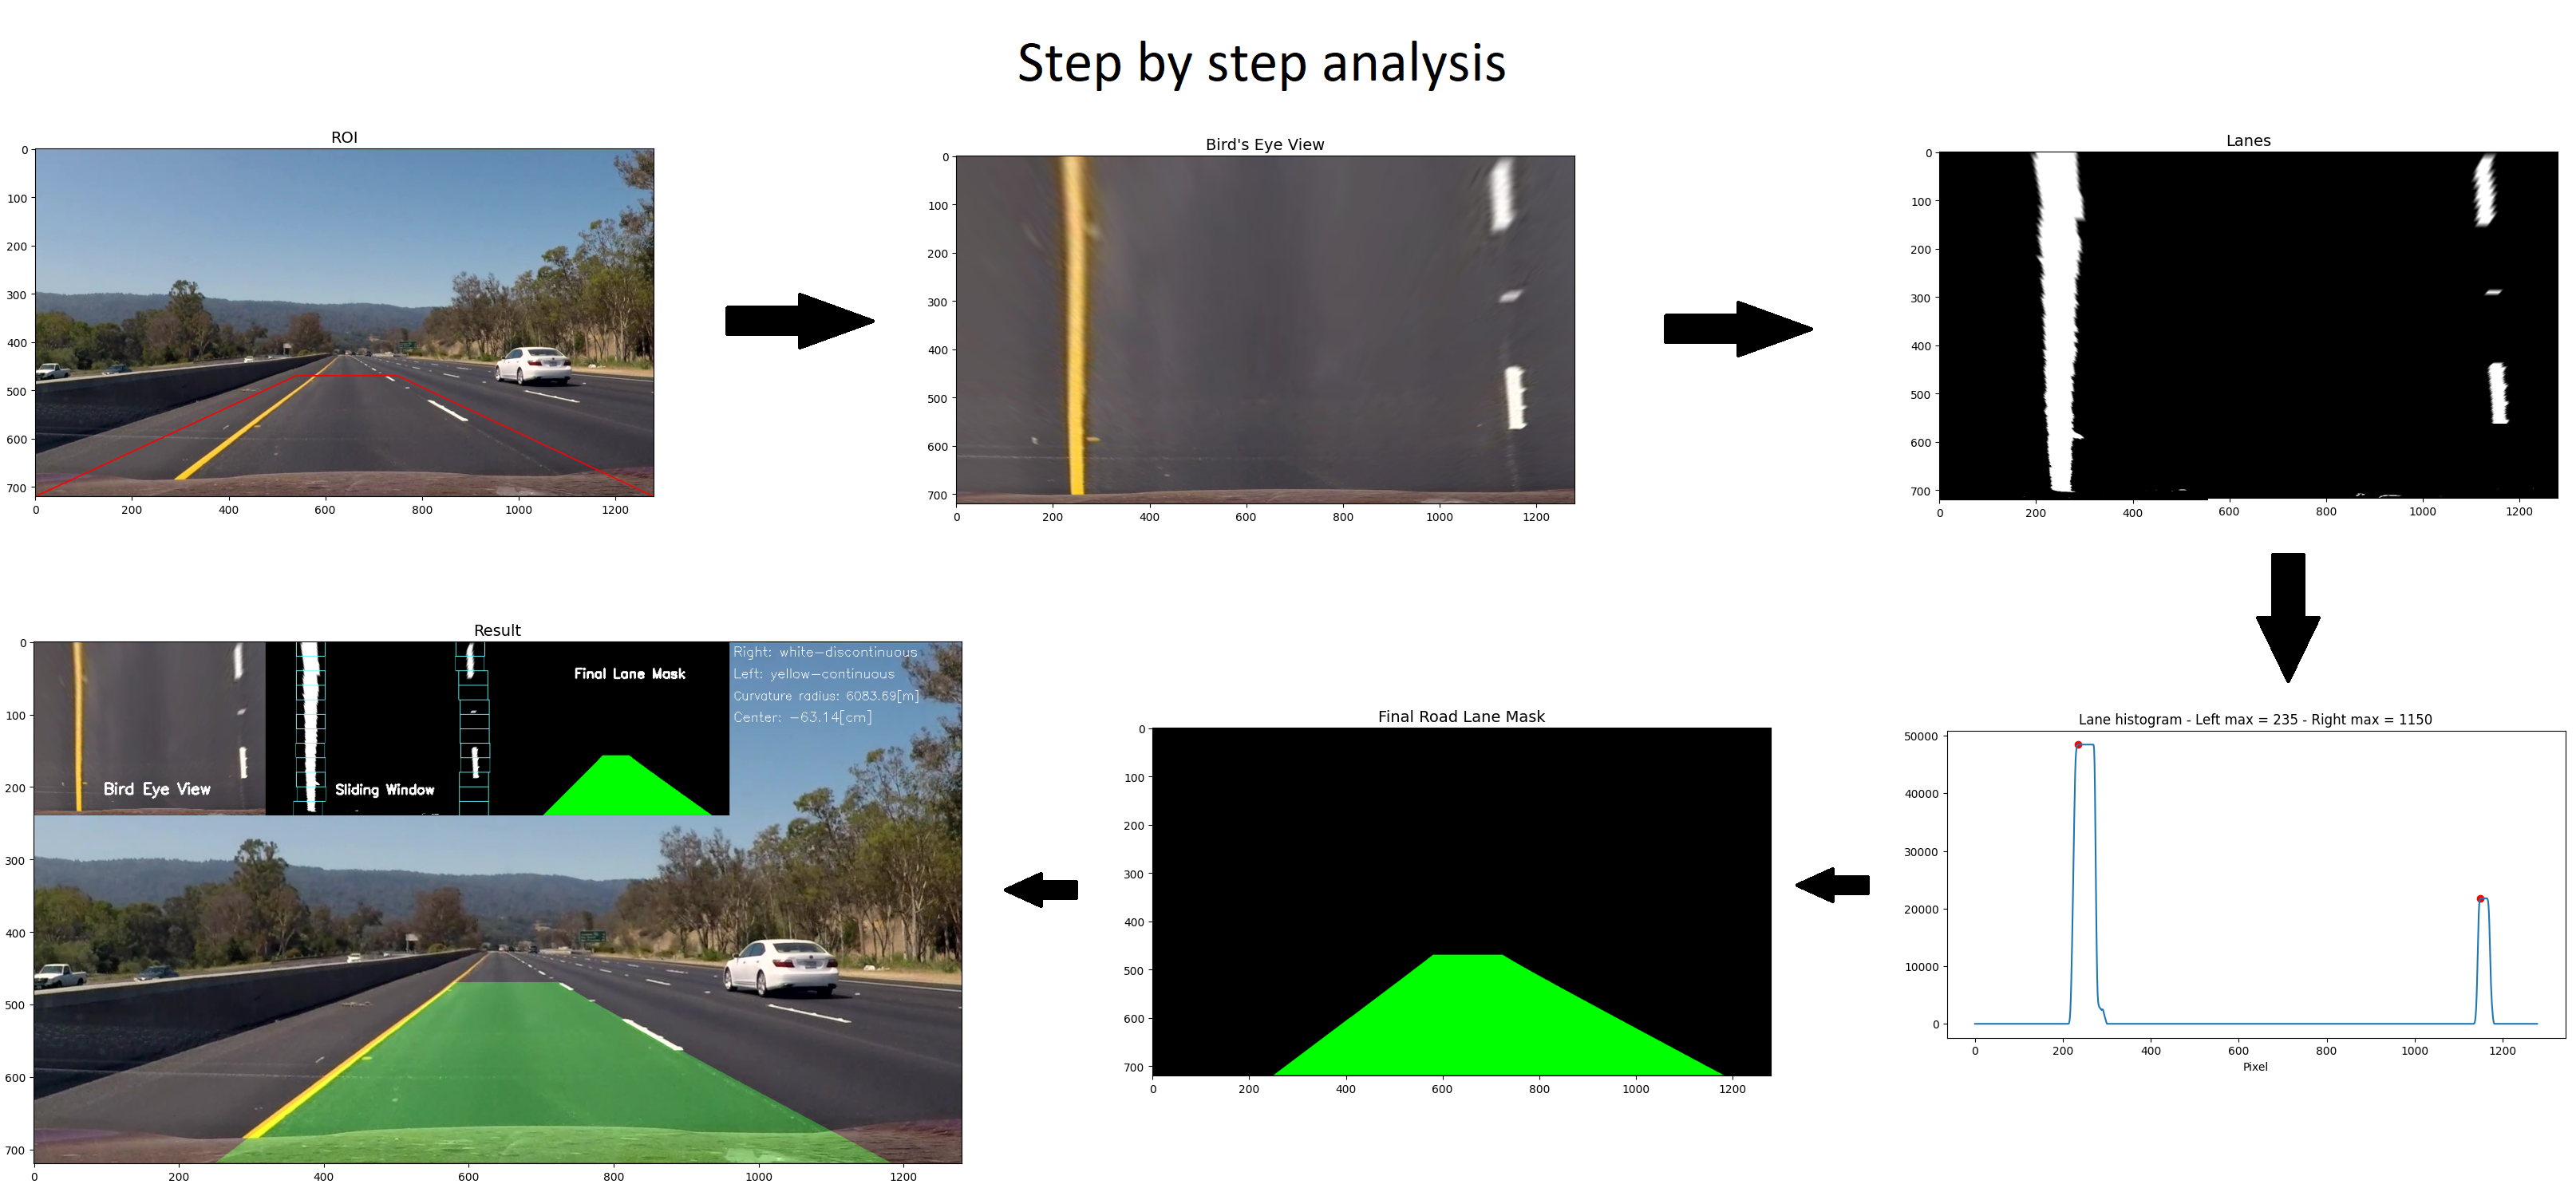 Step by step analysis
ROI
0
100
200
300
400
500
600
700
0 200 400 600 800 1000 1200
Bird's Eye View
0
100
200
300
400
500
600
700
0 200 400 600 800 1000 1200
Lanes
0
100
200
300
400
500
600
700
0 200 400 600 800 1000 1200
Lane histogram - Left max = 235 - Right max = 1150
50000
40000
30000
20000
10000
0
0 200 400 600 800 1000 1200
Pixel
Final Road Lane Mask
0
100
200
300
400
500
600
700
0 200 400 600 800 1000 1200
Result
0
100
200
300
400
500
600
700
0 200 400 600 800 1000 1200
Bird Eye View
Sliding Window
Final Lane Mask
Right: white-discontinuous
Left: yellow-continuous
Curvature radius: 6083.69[m]
Center: -63.14[cm]